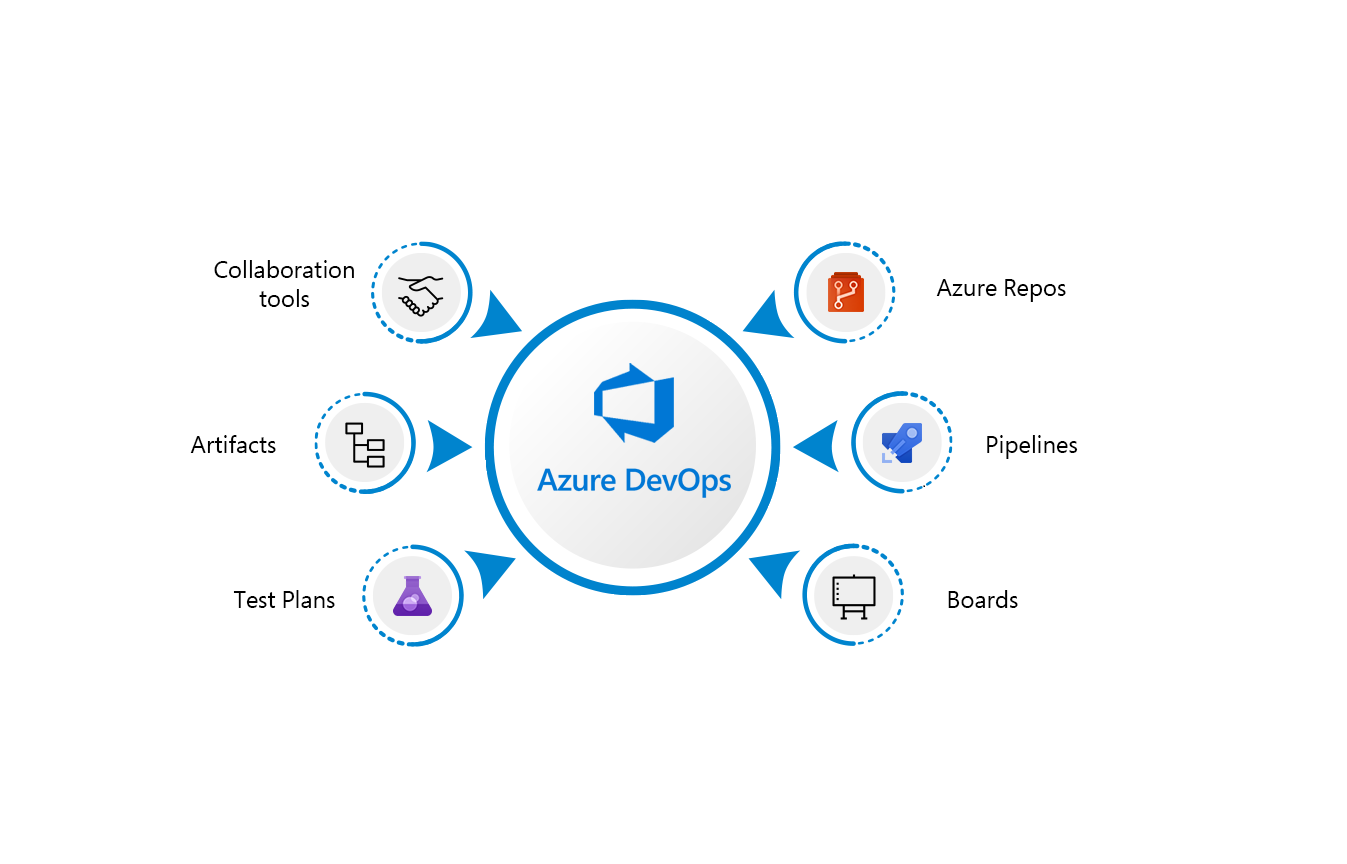 Collaboration
tools
Azure Repos
Artifacts
Azure DevOps
Pipelines
Test Plans
Boards